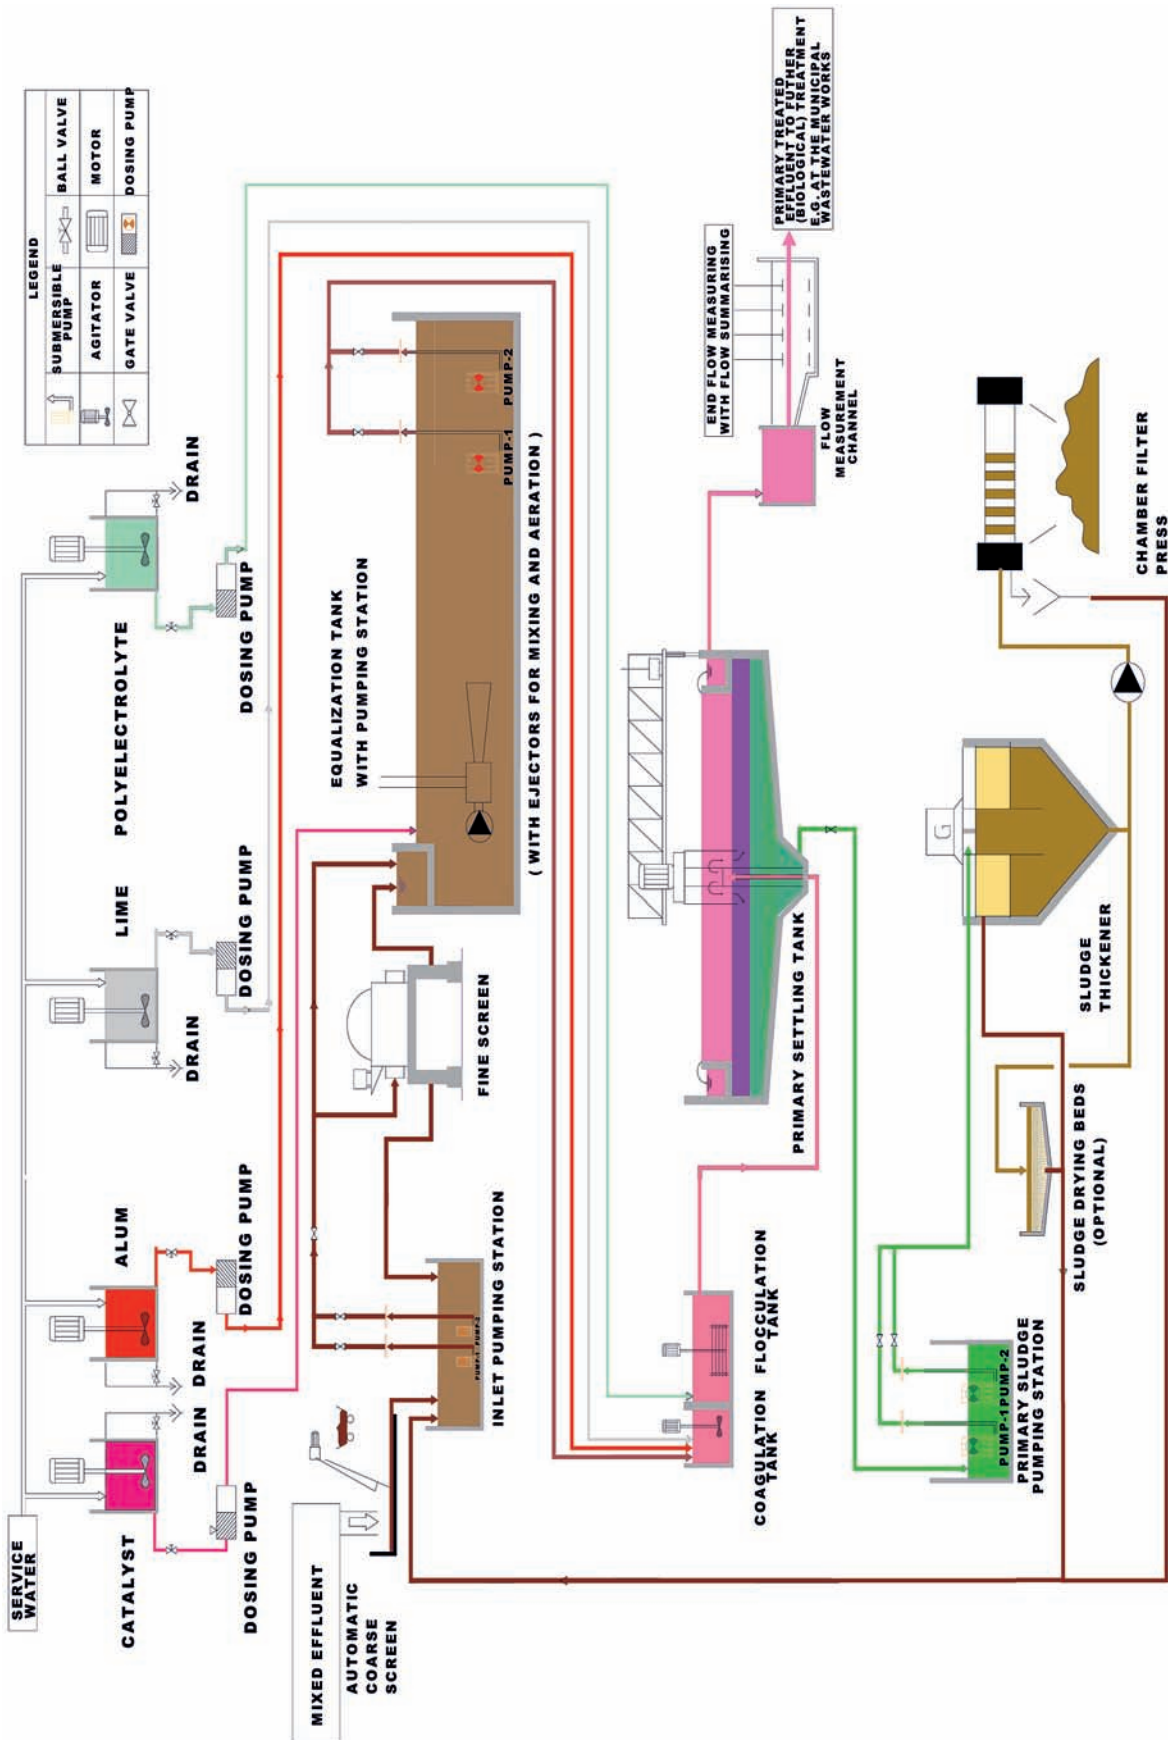 SERVICE
WATER
CATALYST
ALUM
LIME
POLYELECTROLYTE
DRAIN
DRAIN
DRAIN
DRAIN
DOSING PUMP
DOSING PUMP
DOSING PUMP
DOSING PUMP
LEGEND
SUBMERSIBLE
PUMP
BALL VALVE
AGITATOR
MOTOR
GATE VALVE
DOSING PUMP
MIXED EFFLUENT
AUTOMATIC
COARSE
SCREEN
PUMP-1
PUMP-2
INLET PUMPING STATION
FINE SCREEN
EQUALIZATION TANK
WITH PUMPING STATION
PUMP-1
PUMP-2
( WITH EJECTORS FOR MIXING AND AERATION )
COAGULATION
TANK
FLOCCULATION
TANK
PRIMARY SETTLING TANK
END FLOW MEASURING
WITH FLOW SUMMARISING
FLOW
MEASUREMENT
CHANNEL
PRIMARY TREATED
EFFLUENT TO FUTHER
(BIOLOGICAL) TREATMENT
E.G. AT THE MUNICIPAL
WASTEWATER WORKS
PUMP-1
PUMP-2
PRIMARY SLUDGE
PUMPING STATION
SLUDGE DRYING BEDS
(OPTIONAL)
G
SLUDGE
THICKENER
CHAMBER FILTER
PRESS